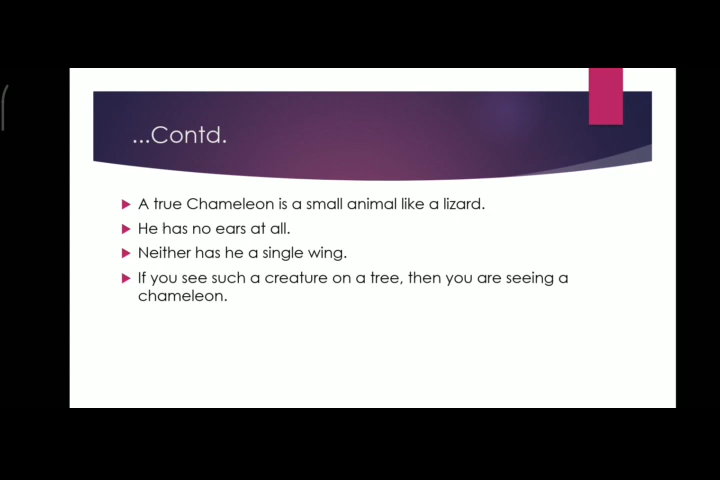 ...Contd.
A true Chameleon is a small animal like a lizard.
He has no ears at all.
Neither has he a single wing.
If you see such a creature on a tree, then you are seeing a
chameleon.